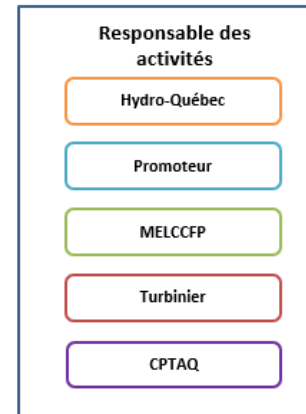 Responsable des
activités
Hydro-Québec
Promoteur
MELCCFP
Turbinier
CPTAQ